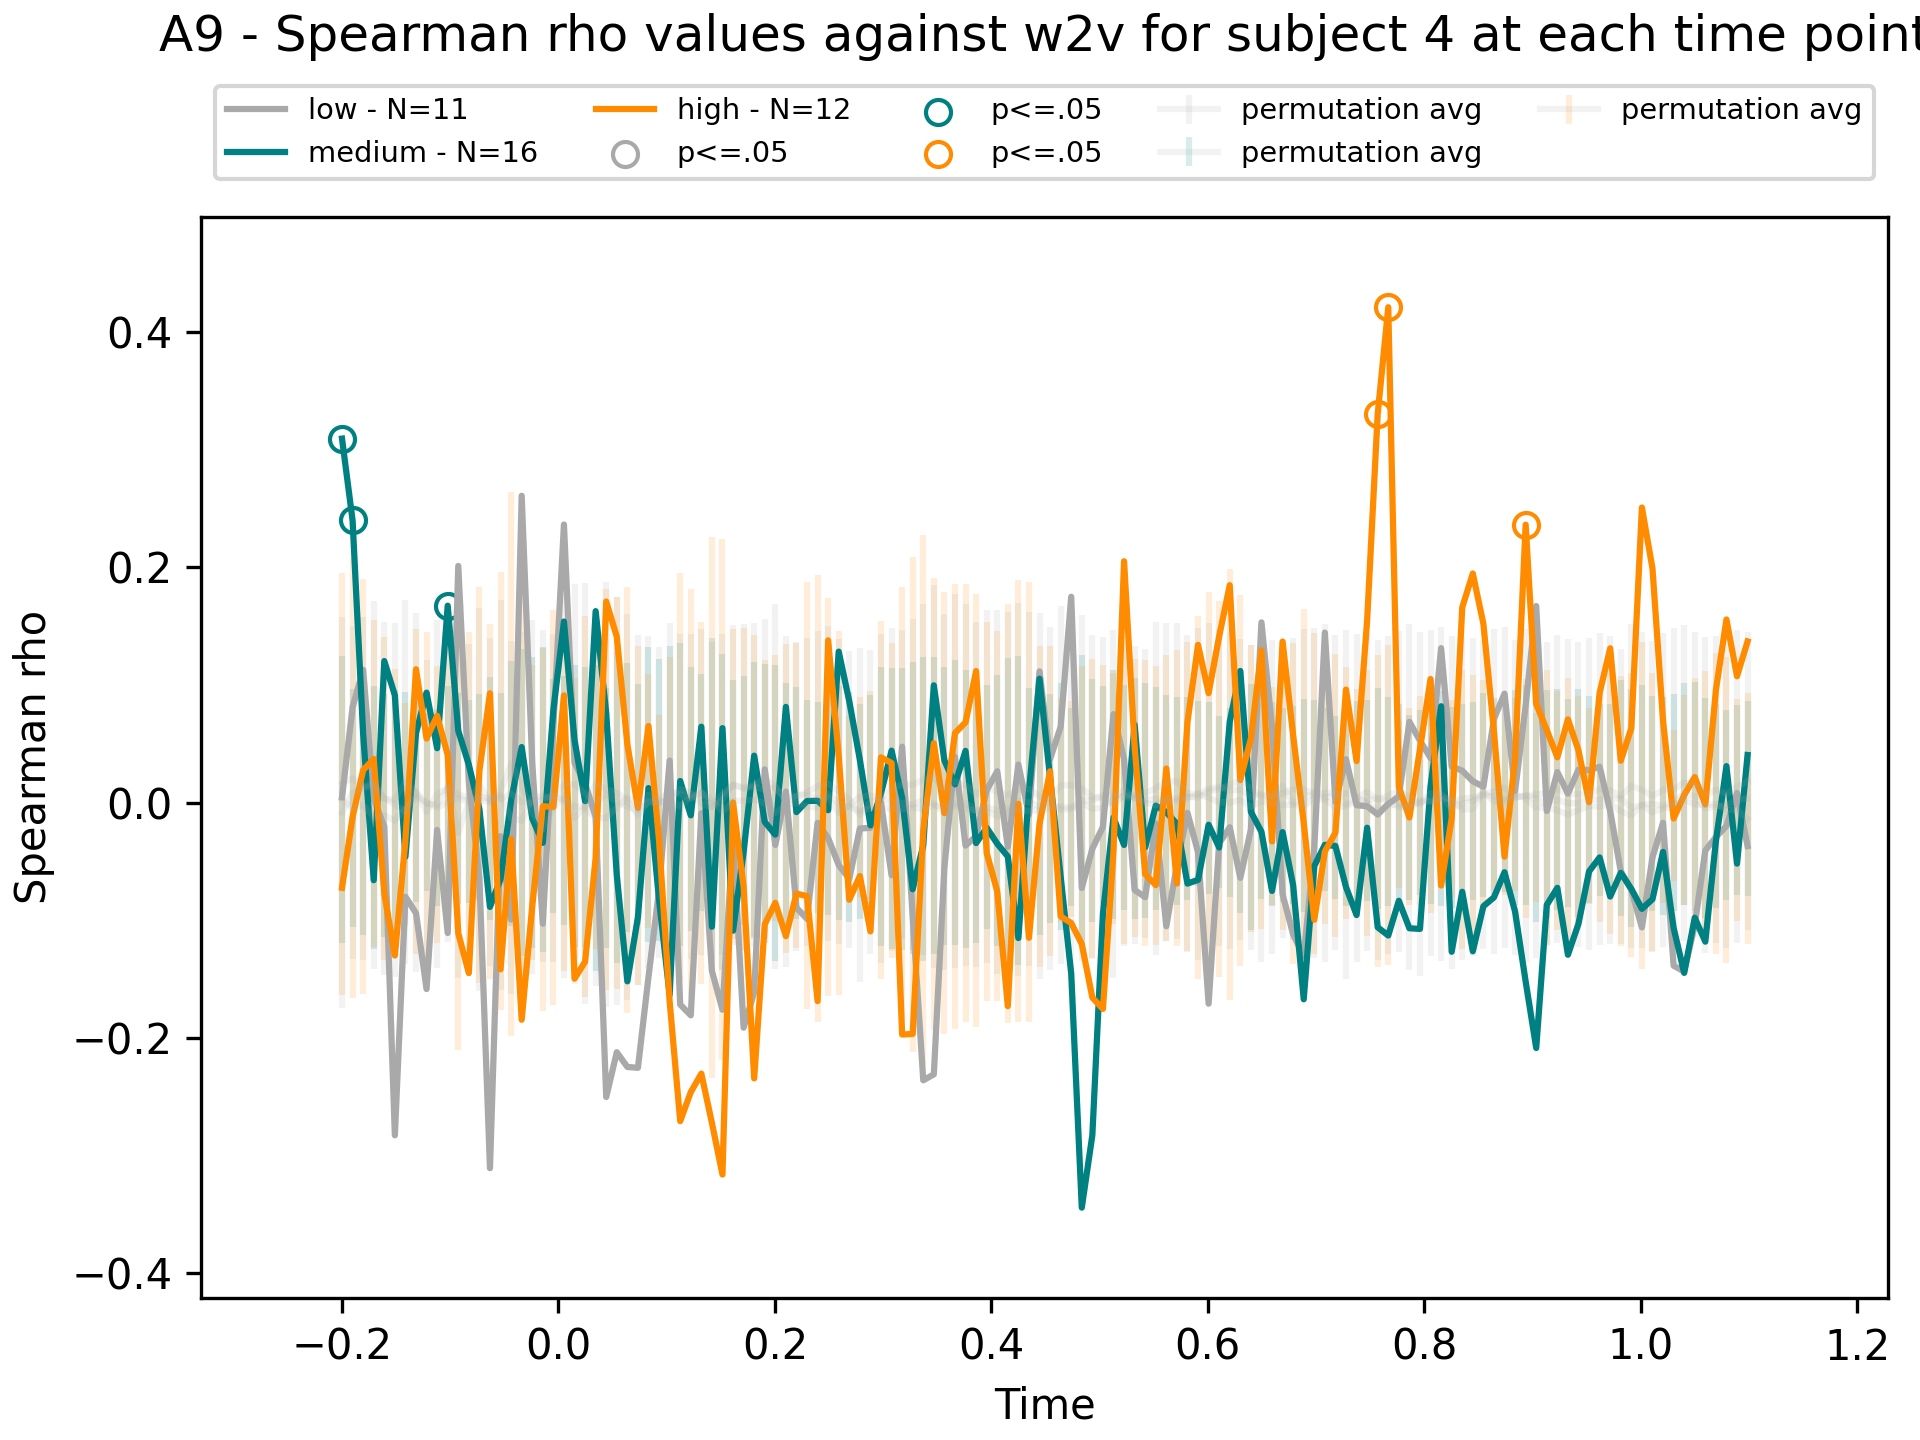 A9 - Spearman rho values against w2v for subject 4 at each time point
low - N=11
medium - N=16
high - N=12
p<=.05
p<=.05
p<=.05
permutation avg
permutation avg
permutation avg
Spearman rho
0.4
0.2
0.0
−0.2
−0.4
−0.2
0.0
0.2
0.4
0.6
0.8
1.0
1.2
Time